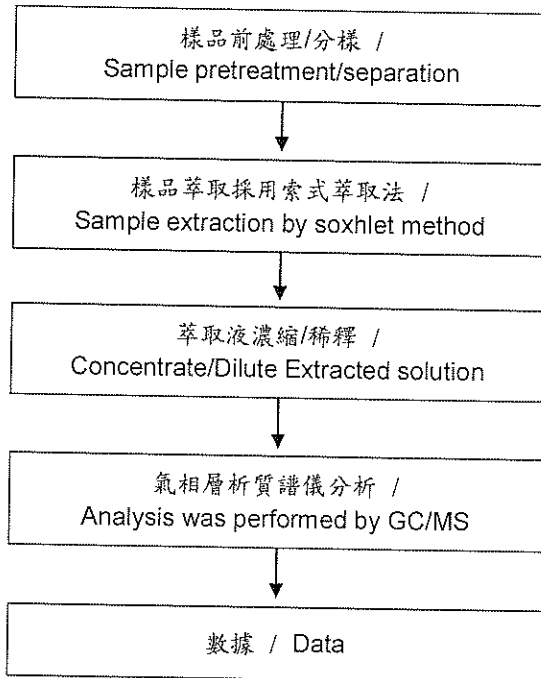 樣品前處理/分樣 /
Sample pretreatment/separation
樣品萃取採用索式萃取法 /
Sample extraction by soxhlet method
萃取液濃縮/稀釋 /
Concentrate/Dilute Extracted solution
氣相層析質譜儀分析 /
Analysis was performed by GC/MS
數據 / Data